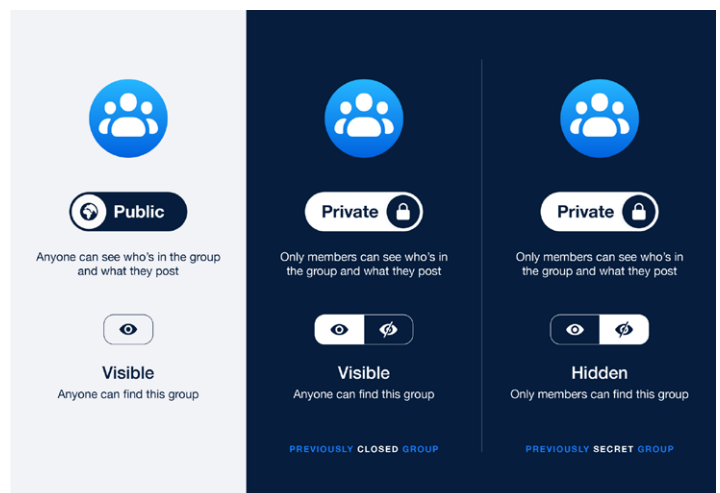 Public
Anyone can see who's in the group
and what they post
Visible
Anyone can find this group
Private
Only members can see who's in
the group and what they post
Visible
Anyone can find this group
PREVIOUSLY CLOSED GROUP
Private
Only members can see who's in
the group and what they post
Hidden
Only members can find this group
PREVIOUSLY SECRET GROUP